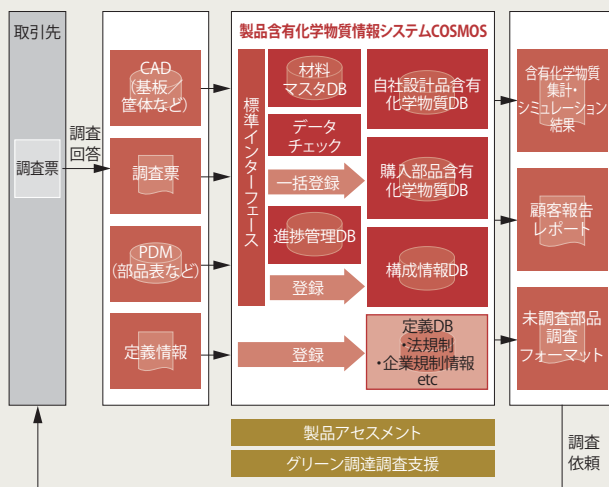 取引先
調査票
調査
回答
CAD
(基板/
筐体など)
調査票
PDM
(部品表など)
定義情報
製品含有化学物質情報システムCOSMOS
標準インターフェース
材料
マスタDB
データ
チェック
一括登録
進捗管理DB
登録
登録
自社設計品含有
化学物質DB
購入部品含有
化学物質DB
構成情報DB
定義DB
・法規制
・企業規制情報
etc
製品アセスメント
グリーン調達調査支援
含有化学物質
集計・
シミュレーション
結果
顧客報告
レポート
未調査部品
調査
フォーマット
調査
依頼